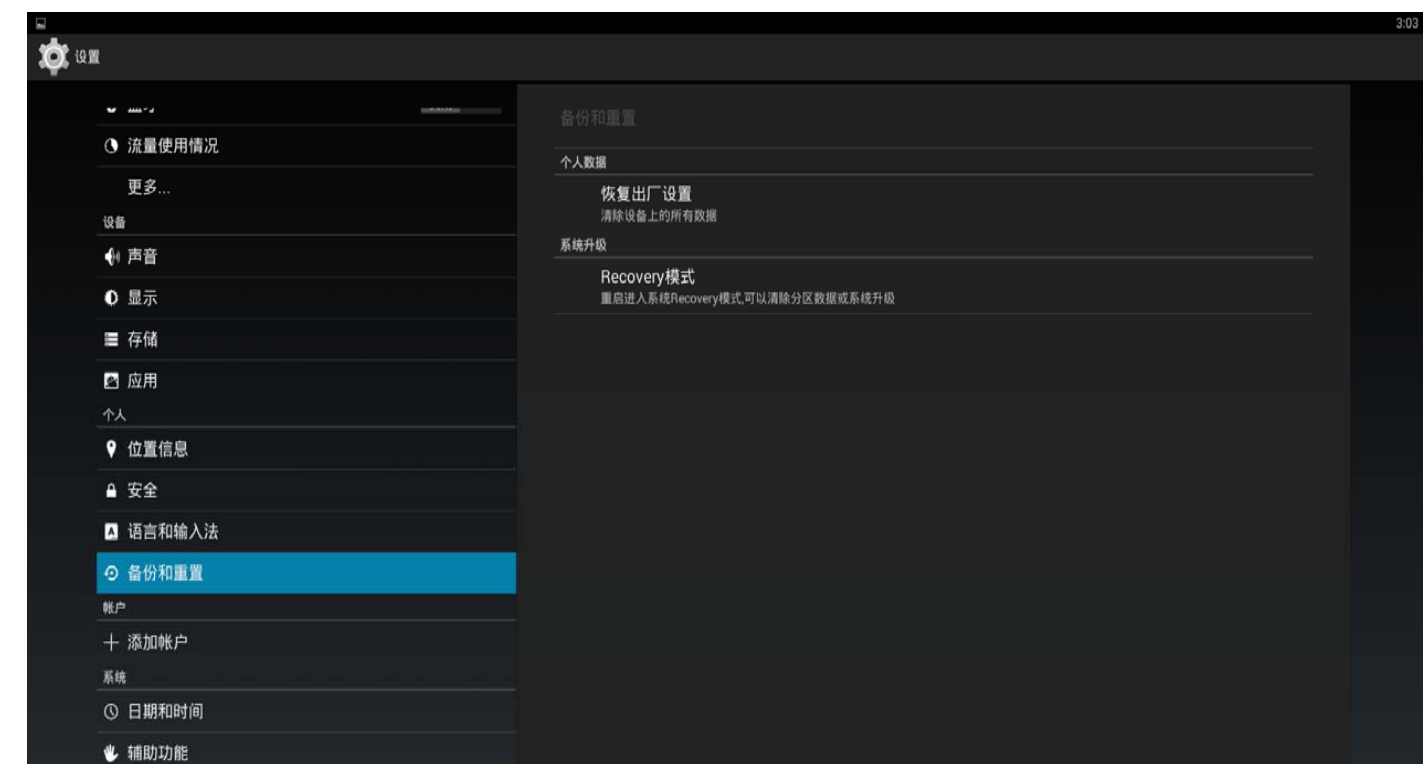 3:03
设置
流量使用情况
更多...
设备
声音
显示
存储
应用
个人
位置信息
安全
语言和输入法
备份和重置
帐户
添加帐户
系统
日期和时间
辅助功能
备份和重置
个人数据
恢复出厂设置
清除设备上的所有数据
系统升级
Recovery模式
重启进入系统Recovery模式,可以清除分区数据或系统升级